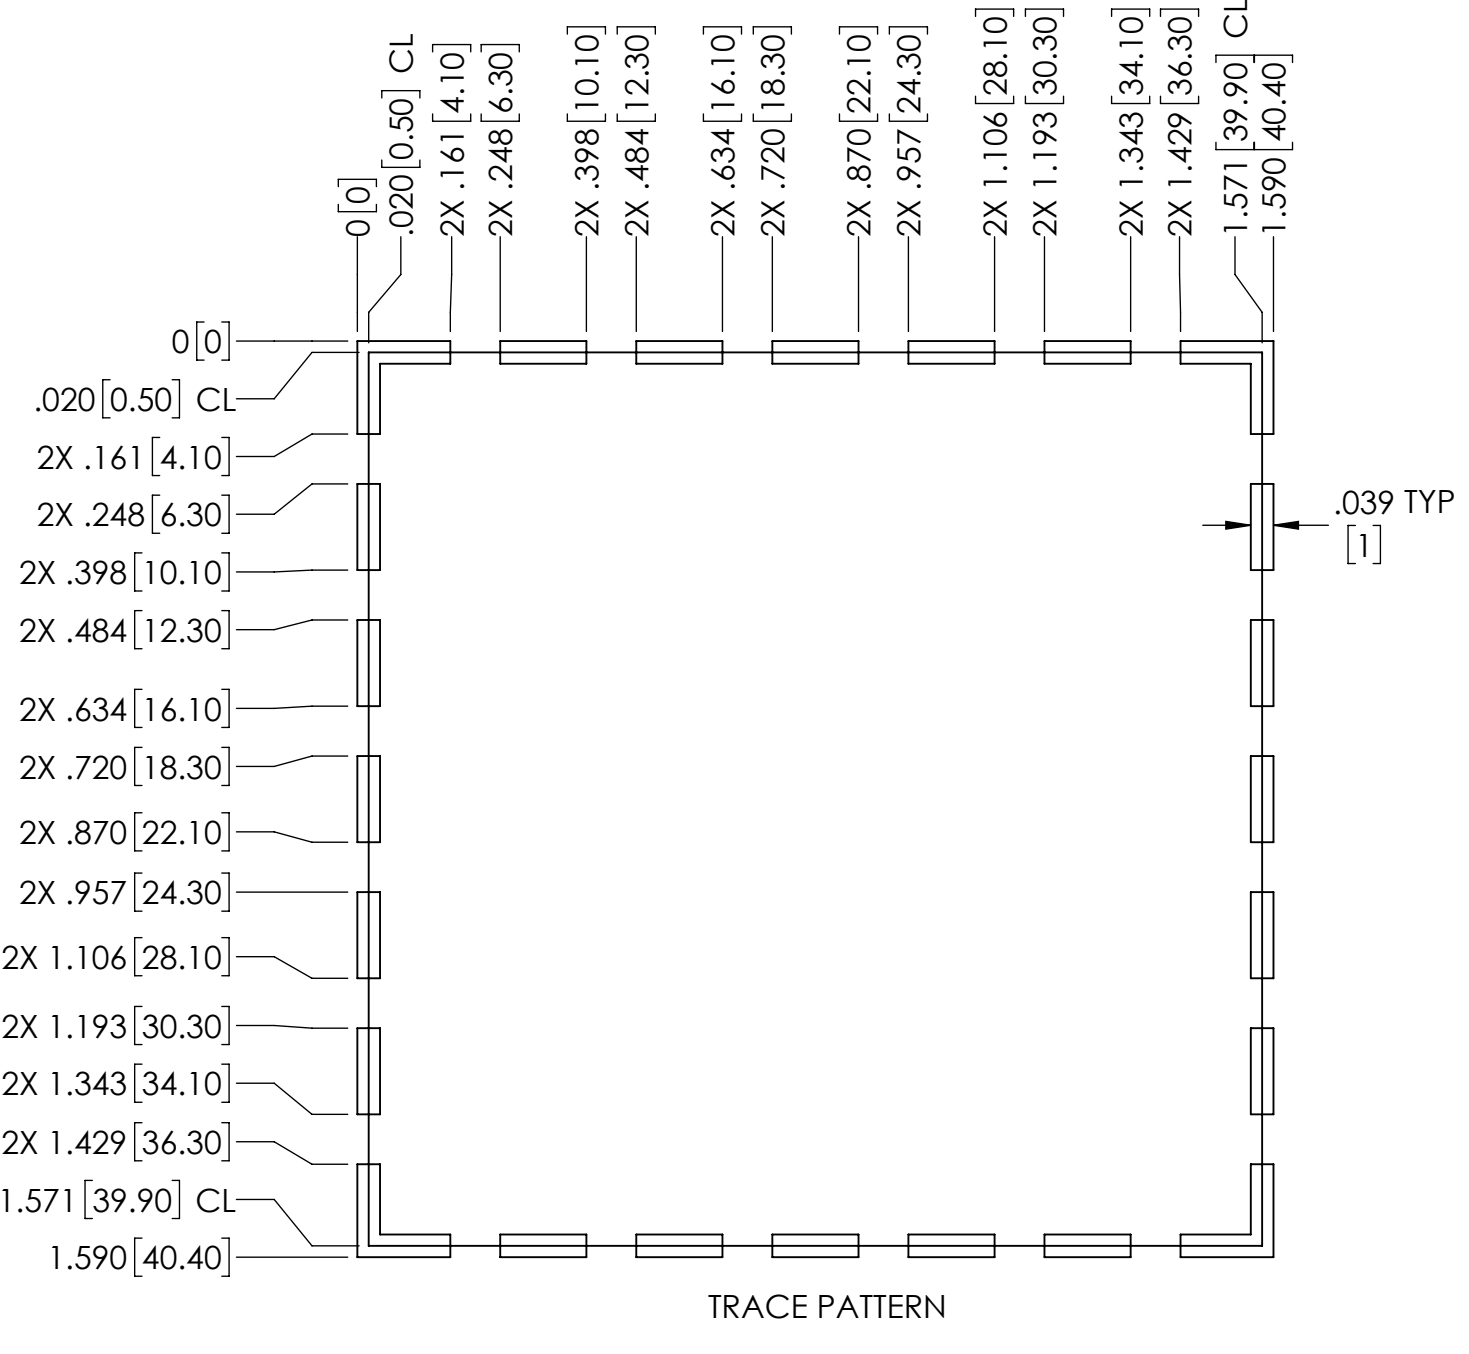 0[0]
.020[0.50] CL
2X .161[4.10]
2X .248[6.30]
2X .398[10.10]
2X .484[12.30]
2X .634[16.10]
2X .720[18.30]
2X .870[22.10]
2X .957[24.30]
2X 1.106[28.10]
2X 1.193[30.30]
2X 1.343[34.10]
2X 1.429[36.30]
1.571[39.90] CL
1.590[40.40]
0[0]
.020[0.50] CL
2X .161[4.10]
2X .248[6.30]
2X .398[10.10]
2X .484[12.30]
2X .634[16.10]
2X .720[18.30]
2X .870[22.10]
2X .957[24.30]
2X 1.106[28.10]
2X 1.193[30.30]
2X 1.343[34.10]
2X 1.429[36.30]
1.571[39.90] CL
1.590[40.40]
.039 TYP
[1]
TRACE PATTERN